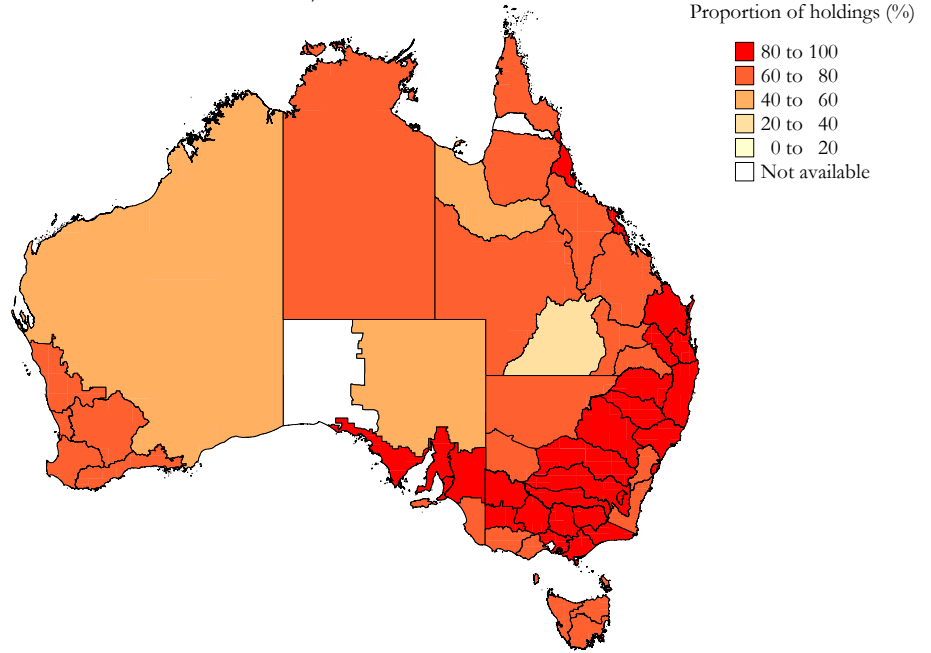 Proportion of holdings (%)
80 to 100
60 to 80
40 to 60
20 to 40
0 to 20
Not available